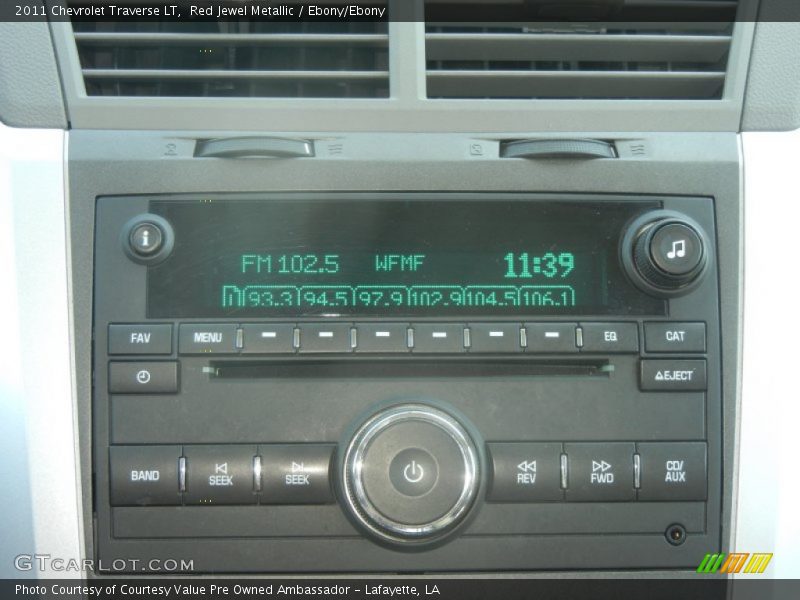 2011 Chevrolet Traverse LT, Red Jewel Metallic / Ebony/Ebony
FM 102.5 WFMF 11:39
93.3 94.5 97.9 102.9 104.5 106.1
FAV MENU EQ CAT
EJECT
BAND SEEK SEEK REV FWD CD/AUX
GTCARLOT.COM
Photo Courtesy of Courtesy Value Pre Owned Ambassador - Lafayette, LA